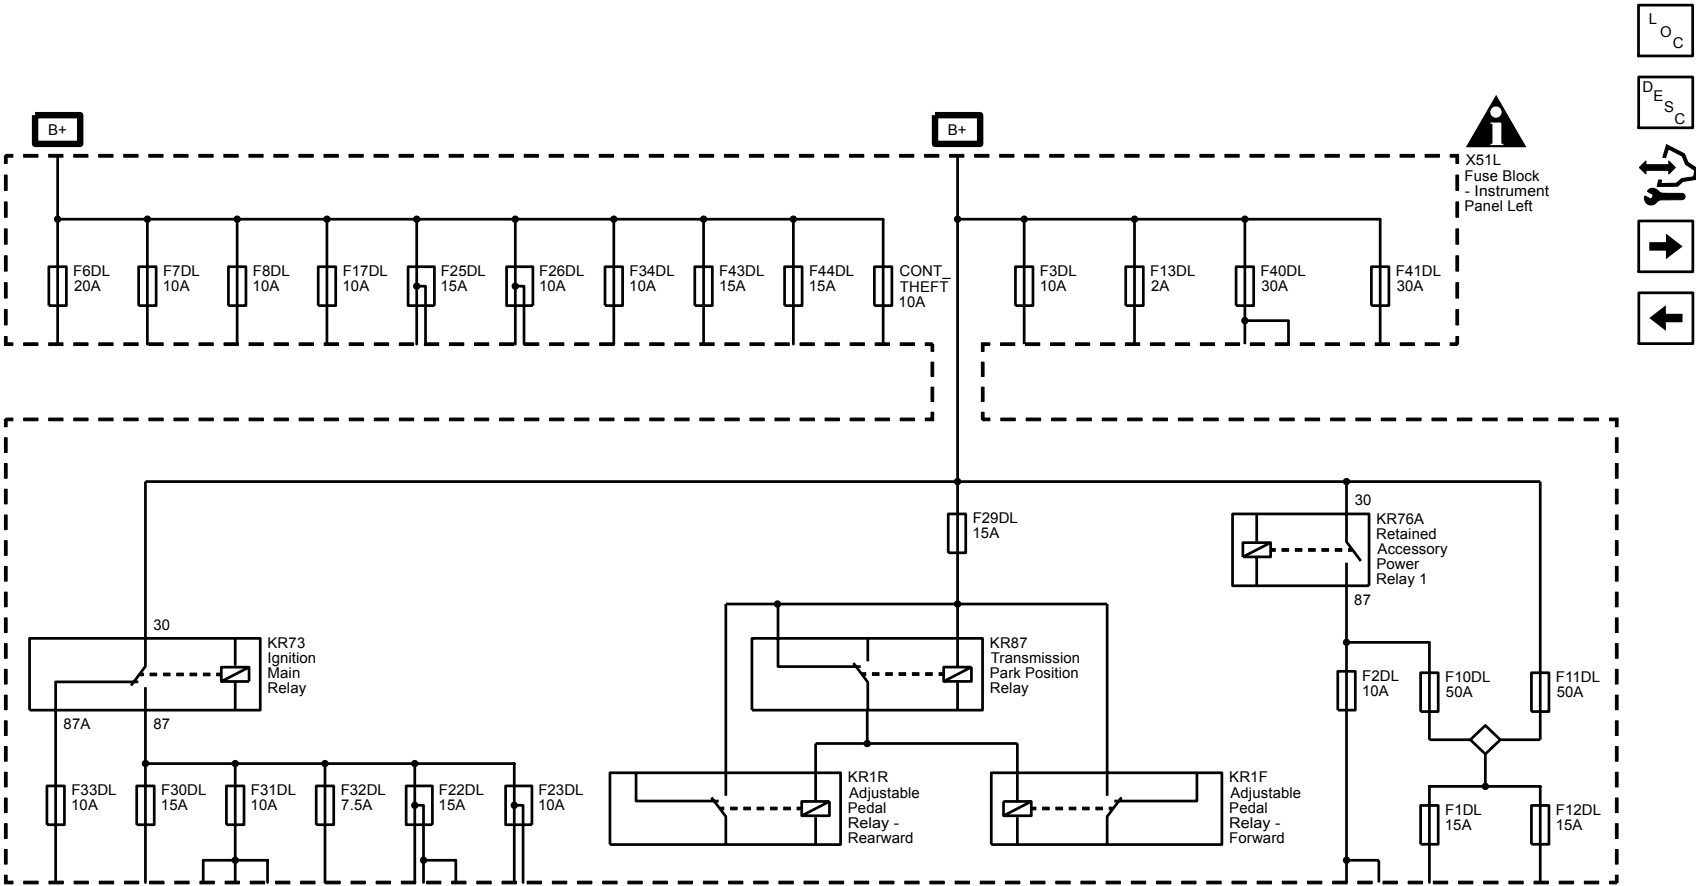 L
O
C
D
E
S
C
B+
B+
X51L
Fuse Block
- Instrument
Panel Left
F6DL
20A
F7DL
10A
F8DL
10A
F17DL
10A
F25DL
15A
F26DL
10A
F34DL
10A
F43DL
15A
F44DL
15A
CONT_
THEFT
10A
F3DL
10A
F13DL
2A
F40DL
30A
F41DL
30A
F29DL
15A
30
KR76A
Retained
Accessory
Power
Relay 1
87
30
KR73
Ignition
Main
Relay
87A
87
KR87
Transmission
Park Position
Relay
F2DL
10A
F10DL
50A
F11DL
50A
F33DL
10A
F30DL
15A
F31DL
10A
F32DL
7.5A
F22DL
15A
F23DL
10A
KR1R
Adjustable
Pedal
Relay -
Rearward
KR1F
Adjustable
Pedal
Relay -
Forward
F1DL
15A
F12DL
15A